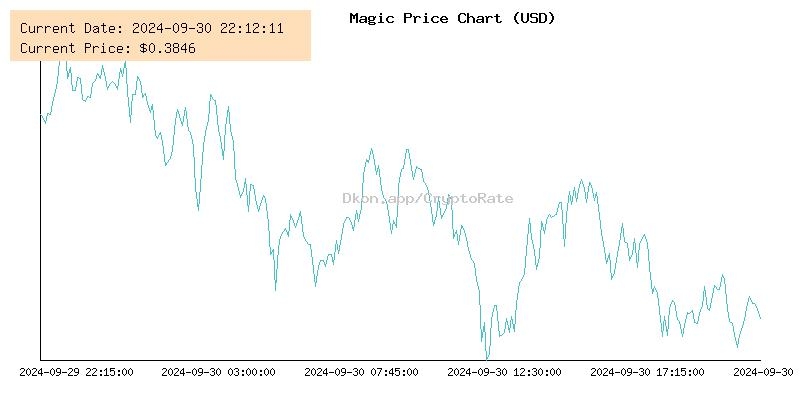 Magic Price Chart (USD)
Current Date: 2024-09-30 22:12:11
Current Price: $0.3846
Dkon.app/CryptoRate
2024-09-29 22:15:00 2024-09-30 03:00:00 2024-09-30 07:45:00 2024-09-30 12:30:00 2024-09-30 17:15:00 2024-09-30